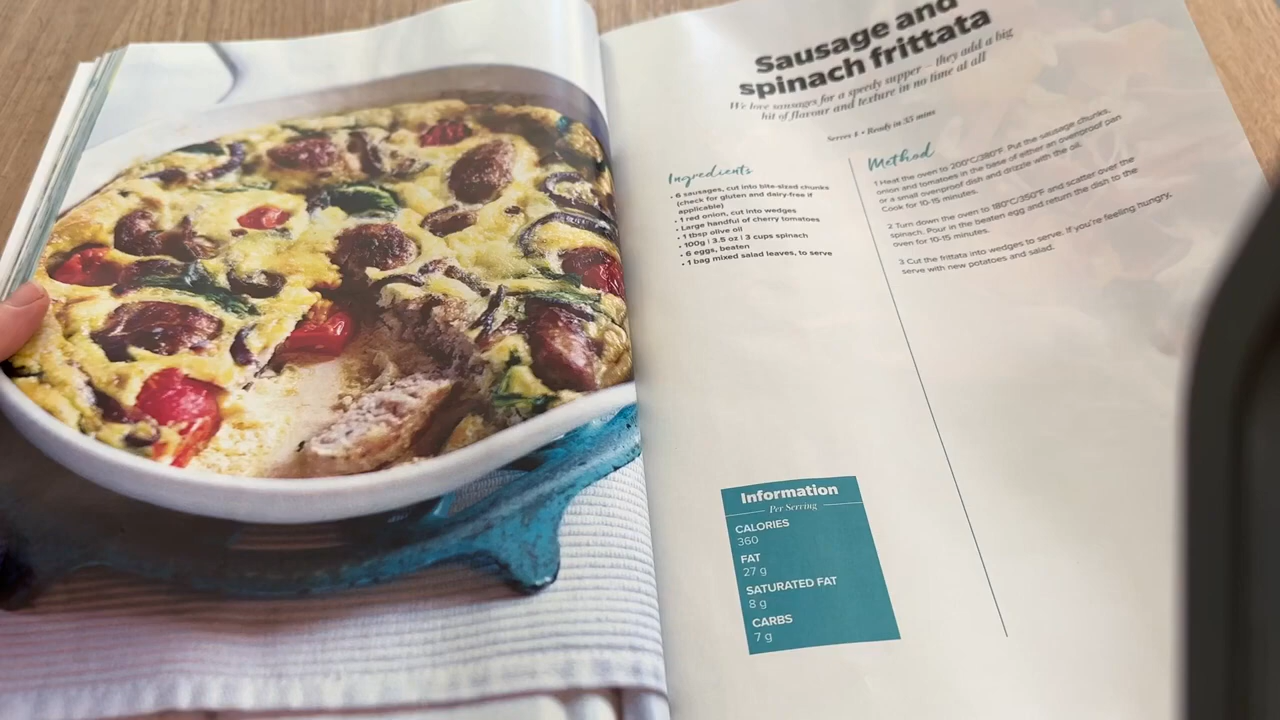 Sausage and
spinach frittata
We love sausages for a speedy supper – they add a big
hit of flavour and texture in no time at all
Serves 4 • Ready in 35 mins
Ingredients
• 6 sausages, cut into bite-sized chunks
(check for gluten and dairy-free if
applicable)
• 1 red onion, cut into wedges
• Large handful of cherry tomatoes
• 1 tbsp olive oil
• 100g | 3.5 oz | 3 cups spinach
• 6 eggs, beaten
• 1 bag mixed salad leaves, to serve
Method
1 Heat the oven to 200°C/390°F. Put the sausage chunks,
onion and tomatoes in the base of either an ovenproof pan
or a small ovenproof dish and drizzle with the oil.
Cook for 10-15 minutes.
2 Turn down the oven to 180°C/350°F and scatter over the
spinach. Pour in the beaten egg and return the dish to the
oven for 10-15 minutes.
3 Cut the frittata into wedges to serve. If you're feeling hungry,
serve with new potatoes and salad.
Information
Per Serving
CALORIES
360
FAT
27 g
SATURATED FAT
8 g
CARBS
7 g